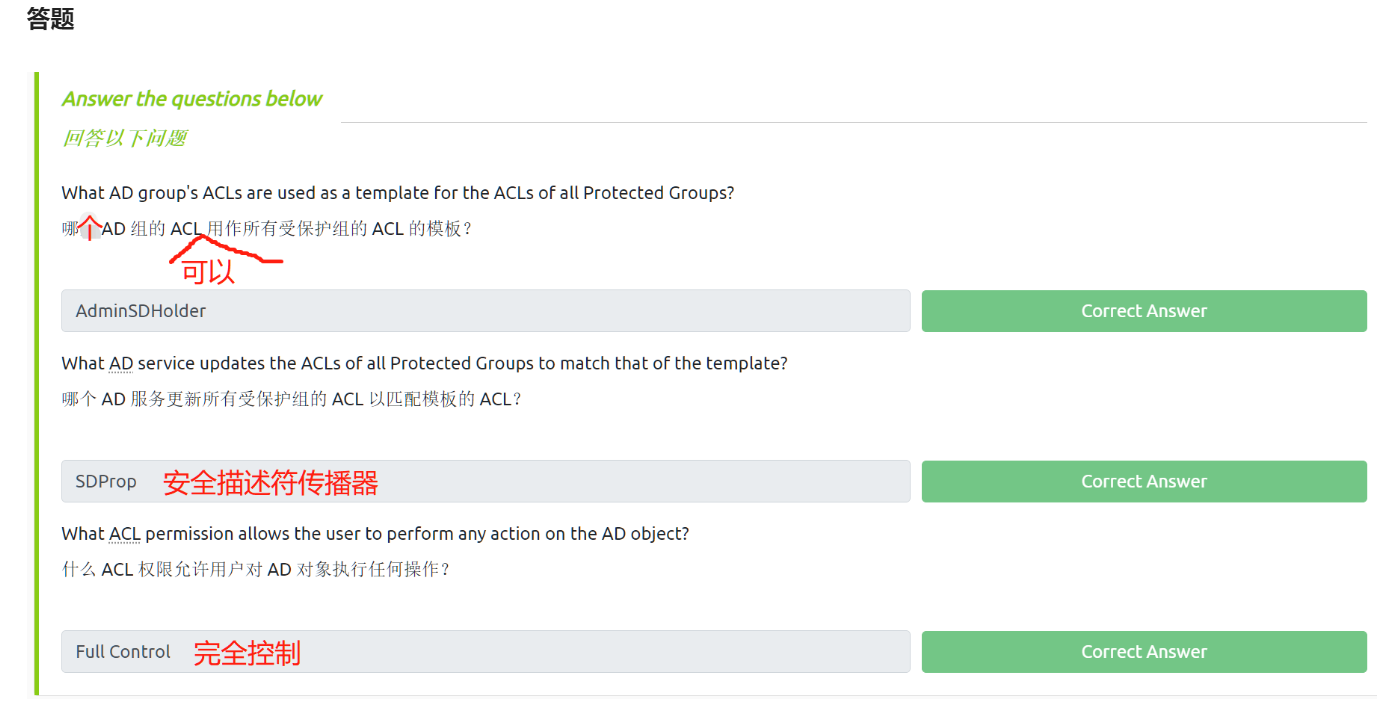 答题
Answer the questions below
回答以下问题
What AD group's ACLs are used as a template for the ACLs of all Protected Groups?
哪个AD 组的 ACL 用作所有受保护组的 ACL 的模板?
可以
AdminSDHolder
Correct Answer
What AD service updates the ACLs of all Protected Groups to match that of the template?
哪个 AD 服务更新所有受保护组的 ACL 以匹配模板的 ACL?
SDProp 安全描述符传播器
Correct Answer
What ACL permission allows the user to perform any action on the AD object?
什么 ACL 权限允许用户对 AD 对象执行任何操作?
Full Control 完全控制
Correct Answer